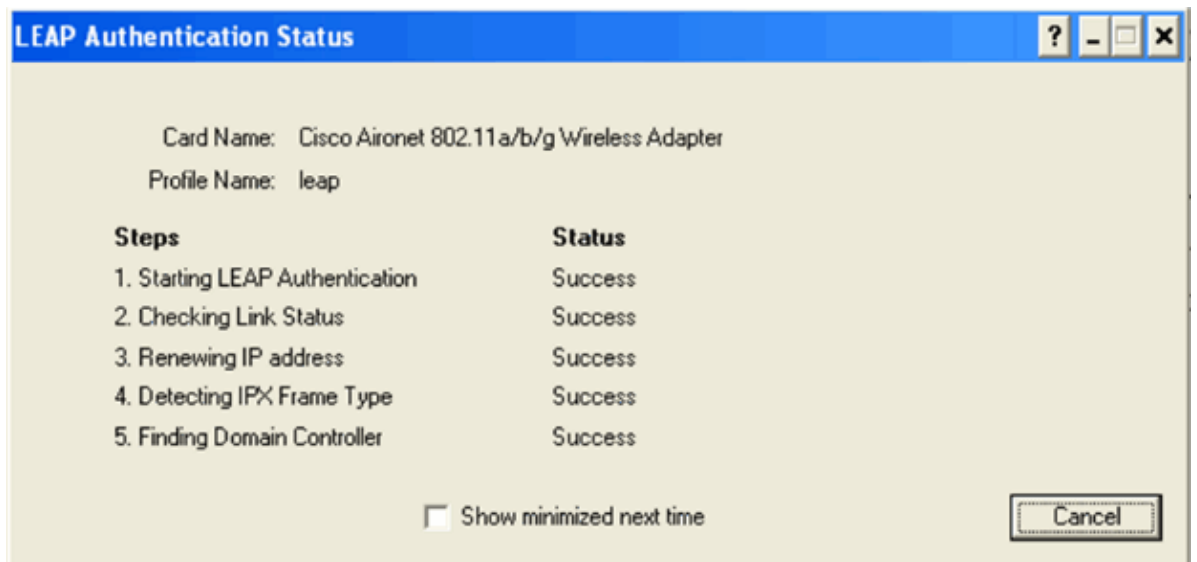 LEAP Authentication Status
Card Name: Cisco Aironet 802.11a/b/g Wireless Adapter
Profile Name: leap
Steps Status
1. Starting LEAP Authentication Success
2. Checking Link Status Success
3. Renewing IP address Success
4. Detecting IPX Frame Type Success
5. Finding Domain Controller Success
Show minimized next time Cancel